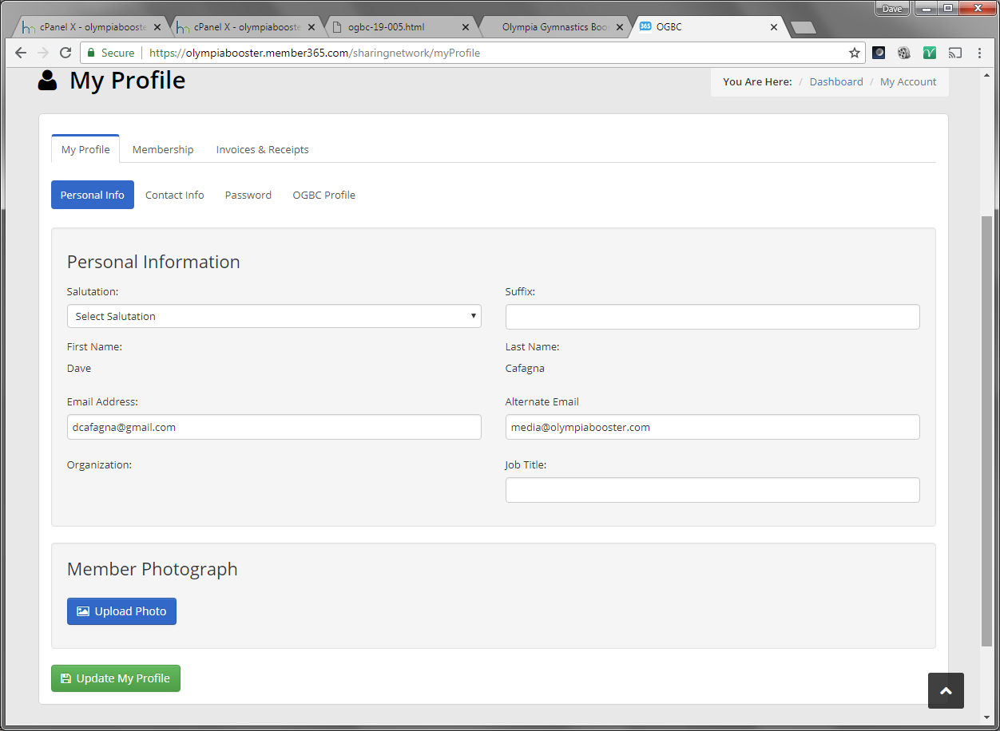 Dave
cPanel X - olympiabooste
cPanel X - olympiabooste
ogbc-19-005.html
Olympia Gymnastics Boo
365 OGBC
Secure https://olympiabooster.member365.com/sharingnetwork/myProfile
My Profile
You Are Here: / Dashboard / My Account
My Profile Membership Invoices & Receipts
Personal Info Contact Info Password OGBC Profile
Personal Information
Salutation: Suffix:
Select Salutation
First Name: Last Name:
Dave Cafagna
Email Address: Alternate Email
dcafagna@gmail.com media@olympiabooster.com
Organization: Job Title:
Member Photograph
Upload Photo
Update My Profile